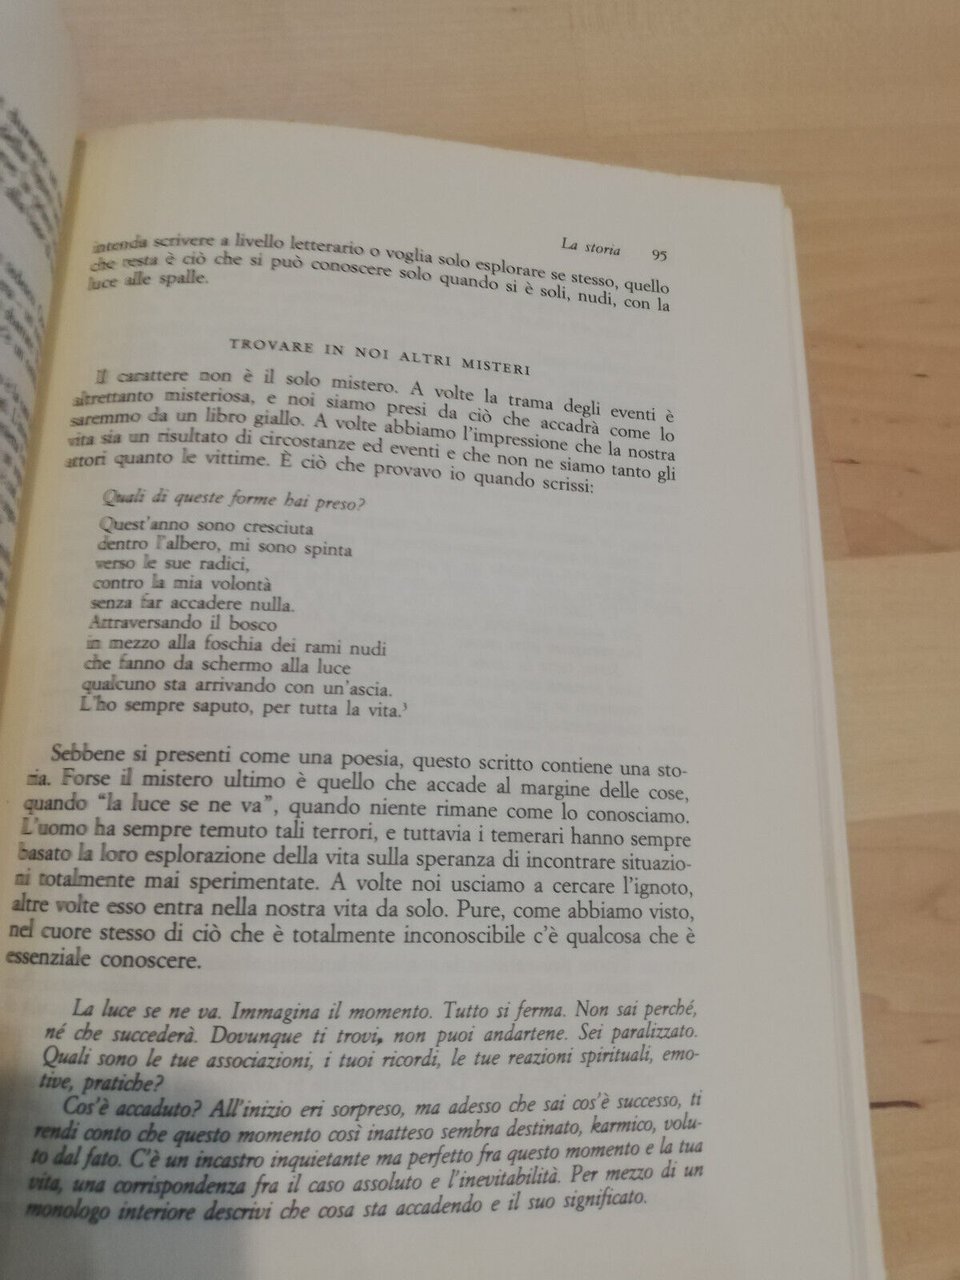 La storia 95
intenda scrivere a livello letterario o voglia solo esplorare se stesso, quello
che resta è ciò che si può conoscere solo quando si è soli, nudi, con la
luce alle spalle.
TROVARE IN NOI ALTRI MISTERI
Il carattere non è il solo mistero. A volte la trama degli eventi è
altrettanto misteriosa, e noi siamo presi da ciò che accadrà come lo
saremmo da un libro giallo. A volte abbiamo l'impressione che la nostra
vita sia un risultato di circostanze ed eventi e che non ne siamo tanto gli
attori quanto le vittime. È ciò che provavo io quando scrissi:
Quali di queste forme hai preso?
Quest'anno sono cresciuta
dentro l'albero, mi sono spinta
verso le sue radici,
contro la mia volontà
senza far accadere nulla.
Attraversando il bosco
in mezzo alla foschia dei rami nudi
che fanno da schermo alla luce
qualcuno sta arrivando con un'ascia.
L'ho sempre saputo, per tutta la vita.³
Sebbene si presenti come una poesia, questo scritto contiene una sto-
ria. Forse il mistero ultimo è quello che accade al margine delle cose,
quando "la luce se ne va", quando niente rimane come lo conosciamo.
L'uomo ha sempre temuto tali terrori, e tuttavia i temerari hanno sempre
basato la loro esplorazione della vita sulla speranza di incontrare situazio-
ni totalmente mai sperimentate. A volte noi usciamo a cercare l'ignoto,
altre volte esso entra nella nostra vita da solo. Pure, come abbiamo visto,
nel cuore stesso di ciò che è totalmente inconoscibile c'è qualcosa che è
essenziale conoscere.
La luce se ne va. Immagina il momento. Tutto si ferma. Non sai perché,
né che succederà. Dovunque ti trovi, non puoi andartene. Sei paralizzato.
Quali sono le tue associazioni, i tuoi ricordi, le tue reazioni spirituali, emo-
tive, pratiche?
Cos'è accaduto? All'inizio eri sorpreso, ma adesso che sai cos'è successo, ti
rendi conto che questo momento così inatteso sembra destinato, karmico, volu-
to dal fato. C'è un incastro inquietante ma perfetto fra questo momento e la tua
vita, una corrispondenza fra il caso assoluto e l'inevitabilità. Per mezzo di un
monologo interiore descrivi che cosa sta accadendo e il suo significato.